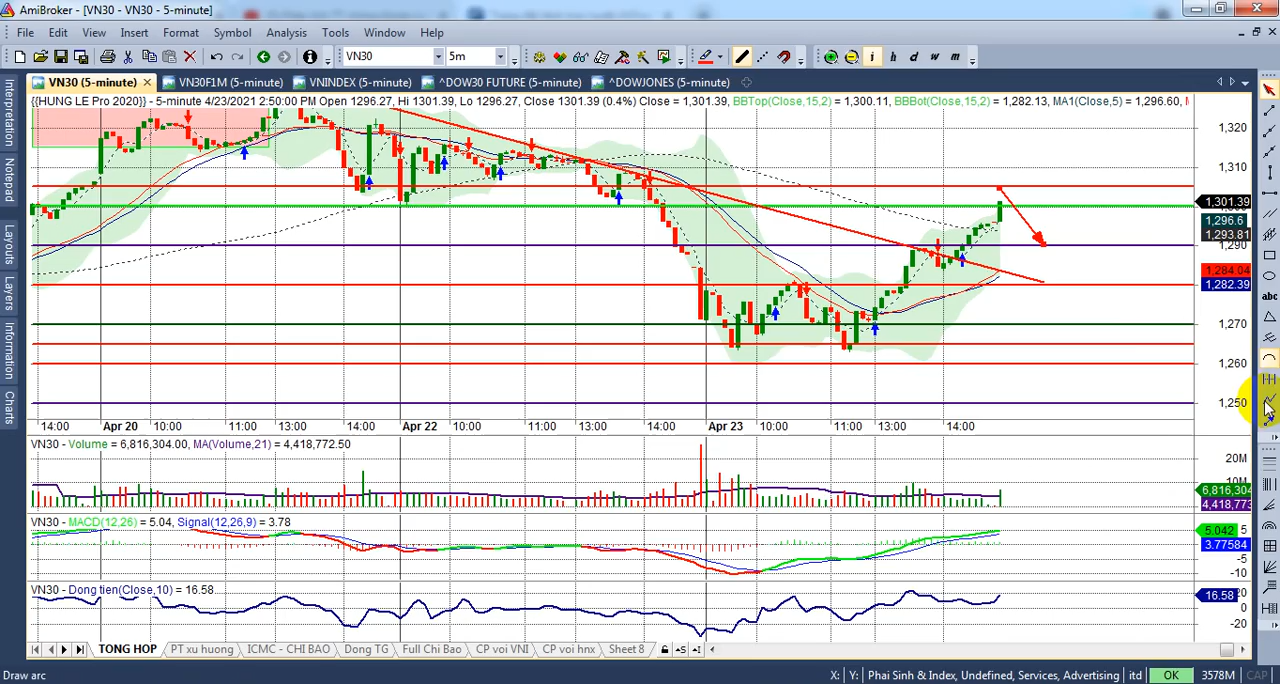 AmiBroker - [VN30 - VN30 - 5-minute]
File Edit View Insert Format Symbol Analysis Tools Window Help
VN30 5m i h d w m
VN30 (5-minute) VN30F1M (5-minute) VNINDEX (5-minute) ^DOW30 FUTURE (5-minute) ^DOWJONES (5-minute)
{{HUNG LE Pro 2020}} - 5-minute 4/23/2021 2:50:00 PM Open 1296.27, Hi 1301.39, Lo 1296.27, Close 1301.39 (0.4%) Close = 1,301.39, BBTop(Close,15,2) = 1,300.11, BBBot(Close,15,2) = 1,282.13, MA1(Close,5) = 1,296.60,
Interpretation
Notepad
Layouts
Layers
Information
Charts
abc
1,320
1,310
1,301.39
1,296.6
1,293.81
1,290
1,284.04
1,282.39
1,270
1,260
1,250
14:00 Apr 20 10:00 11:00 13:00 14:00 Apr 22 10:00 11:00 13:00 14:00 Apr 23 10:00 11:00 13:00 14:00
VN30 - Volume = 6,816,304.00, MA(Volume,21) = 4,418,772.50
20M
10M
6,816,304
4,418,773
VN30 - MACD(12,26) = 5.04, Signal(12,26,9) = 3.78
5.042 5
3.77584
-5
-10
VN30 - Dong tien(Close,10) = 16.58
20
16.58
0
-20
TONG HOP PT xu huong ICMC - CHI BAO Dong TG Full Chi Bao CP voi VNI CP voi hnx Sheet 8
Draw arc X: Y: Phai Sinh & Index, Undefined, Services, Advertising itd OK 3578M CAP